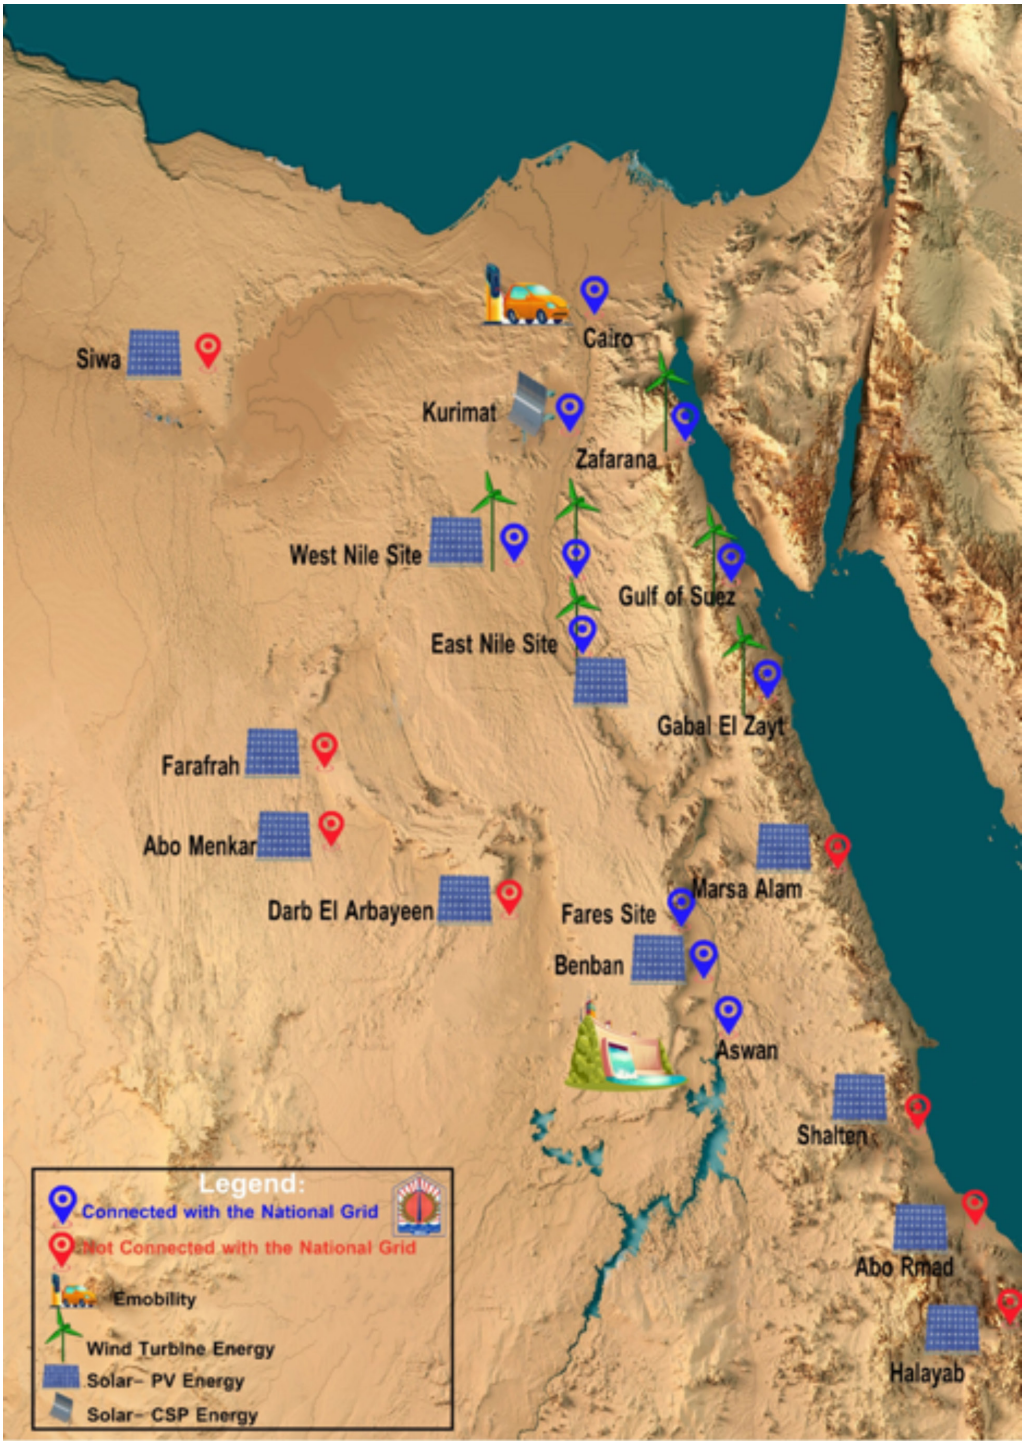 Cairo
Siwa
Kurimat
Zafarana
West Nile Site
Gulf of Suez
East Nile Site
Gabal El Zayt
Farafrah
Abo Menkar
Marsa Alam
Darb El Arbayeen
Fares Site
Benban
Aswan
Shalten
Abo Rmad
Halayab
Legend:
Connected with the National Grid
Not Connected with the National Grid
Emobility
Wind Turbine Energy
Solar- PV Energy
Solar- CSP Energy